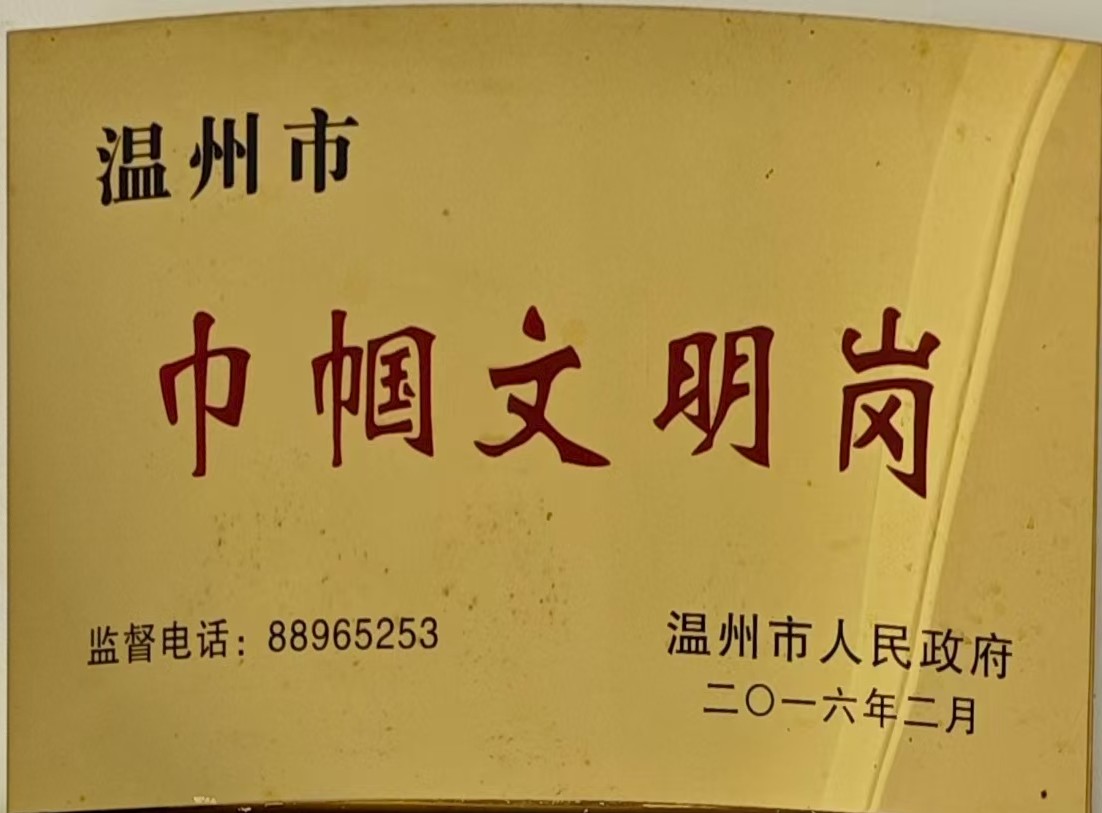 温州市
巾帼文明岗
监督电话：88965253
温州市人民政府
二〇一六年二月